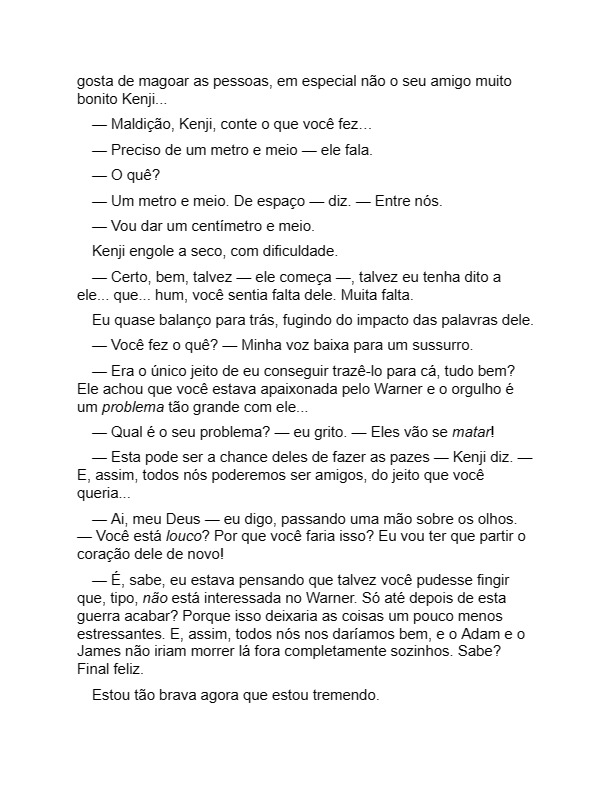 gosta de magoar as pessoas, em especial não o seu amigo muito
bonito Kenji...
— Maldição, Kenji, conte o que você fez…
— Preciso de um metro e meio — ele fala.
— O quê?
— Um metro e meio. De espaço — diz. — Entre nós.
— Vou dar um centímetro e meio.
Kenji engole a seco, com dificuldade.
— Certo, bem, talvez — ele começa —, talvez eu tenha dito a
ele... que... hum, você sentia falta dele. Muita falta.
Eu quase balanço para trás, fugindo do impacto das palavras dele.
— Você fez o quê? — Minha voz baixa para um sussurro.
— Era o único jeito de eu conseguir trazê-lo para cá, tudo bem?
Ele achou que você estava apaixonada pelo Warner e o orgulho é
um problema tão grande com ele...
— Qual é o seu problema? — eu grito. — Eles vão se matar!
— Esta pode ser a chance deles de fazer as pazes — Kenji diz. —
E, assim, todos nós poderemos ser amigos, do jeito que você
queria...
— Ai, meu Deus — eu digo, passando uma mão sobre os olhos.
— Você está louco? Por que você faria isso? Eu vou ter que partir o
coração dele de novo!
— É, sabe, eu estava pensando que talvez você pudesse fingir
que, tipo, não está interessada no Warner. Só até depois de esta
guerra acabar? Porque isso deixaria as coisas um pouco menos
estressantes. E, assim, todos nós nos daríamos bem, e o Adam e o
James não iriam morrer lá fora completamente sozinhos. Sabe?
Final feliz.
Estou tão brava agora que estou tremendo.